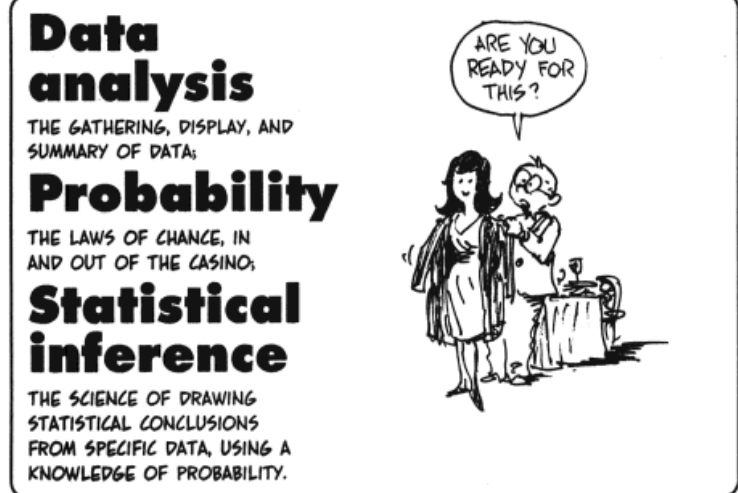 Data
analysis
THE GATHERING, DISPLAY, AND
SUMMARY OF DATA;
Probability
THE LAWS OF CHANCE, IN
AND OUT OF THE CASINO;
Statistical
inference
THE SCIENCE OF DRAWING
STATISTICAL CONCLUSIONS
FROM SPECIFIC DATA, USING A
KNOWLEDGE OF PROBABILITY.
ARE YOU
READY FOR
THIS?